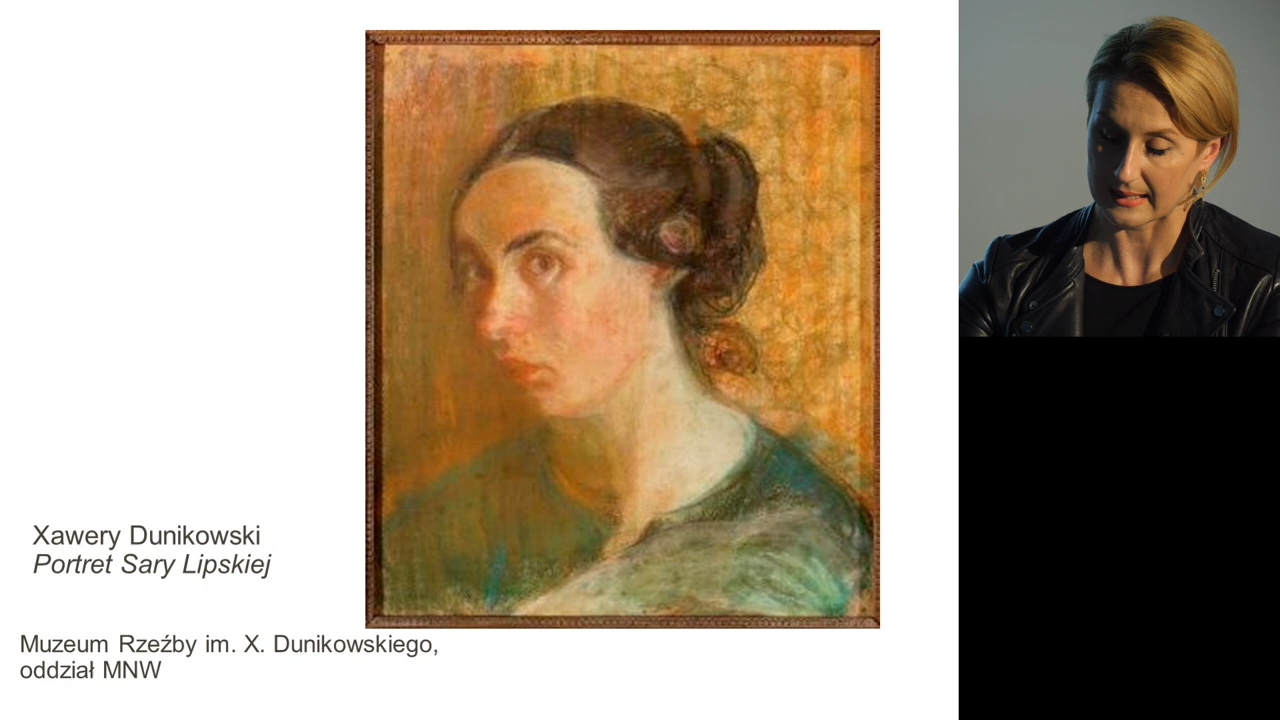 Xawery Dunikowski
Portret Sary Lipskiej
Muzeum Rzeźby im. X. Dunikowskiego,
oddział MNW